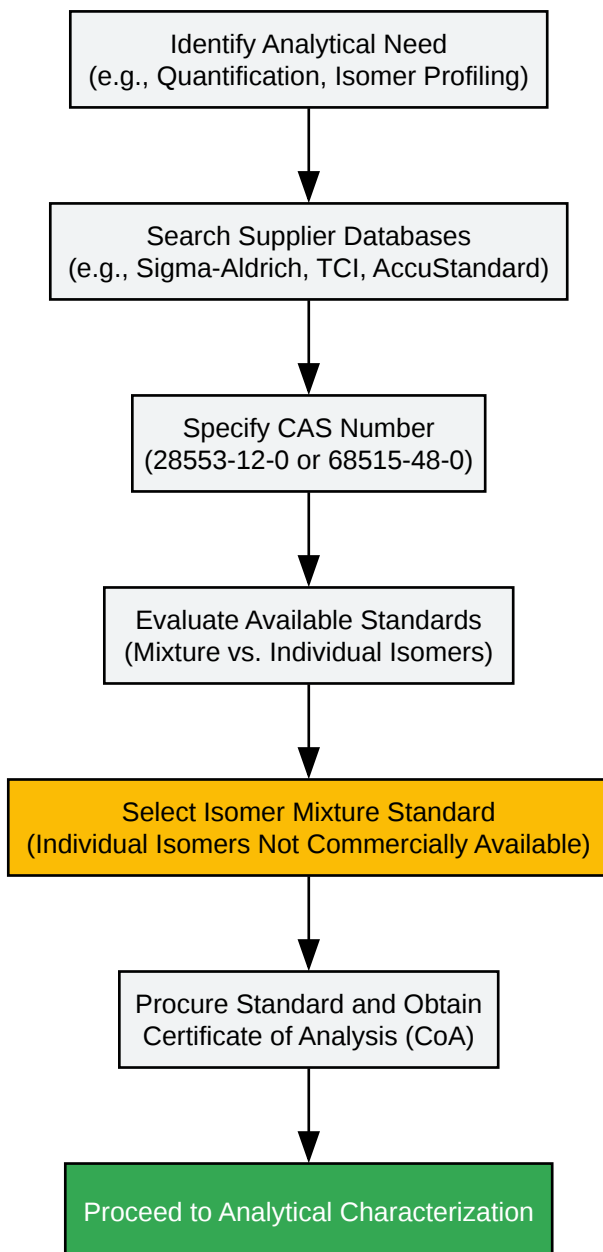 Identify Analytical Need
(e.g., Quantification, Isomer Profiling)
Search Supplier Databases
(e.g., Sigma-Aldrich, TCI, AccuStandard)
Specify CAS Number
(28553-12-0 or 68515-48-0)
Evaluate Available Standards
(Mixture vs. Individual Isomers)
Select Isomer Mixture Standard
(Individual Isomers Not Commercially Available)
Procure Standard and Obtain
Certificate of Analysis (CoA)
Proceed to Analytical Characterization